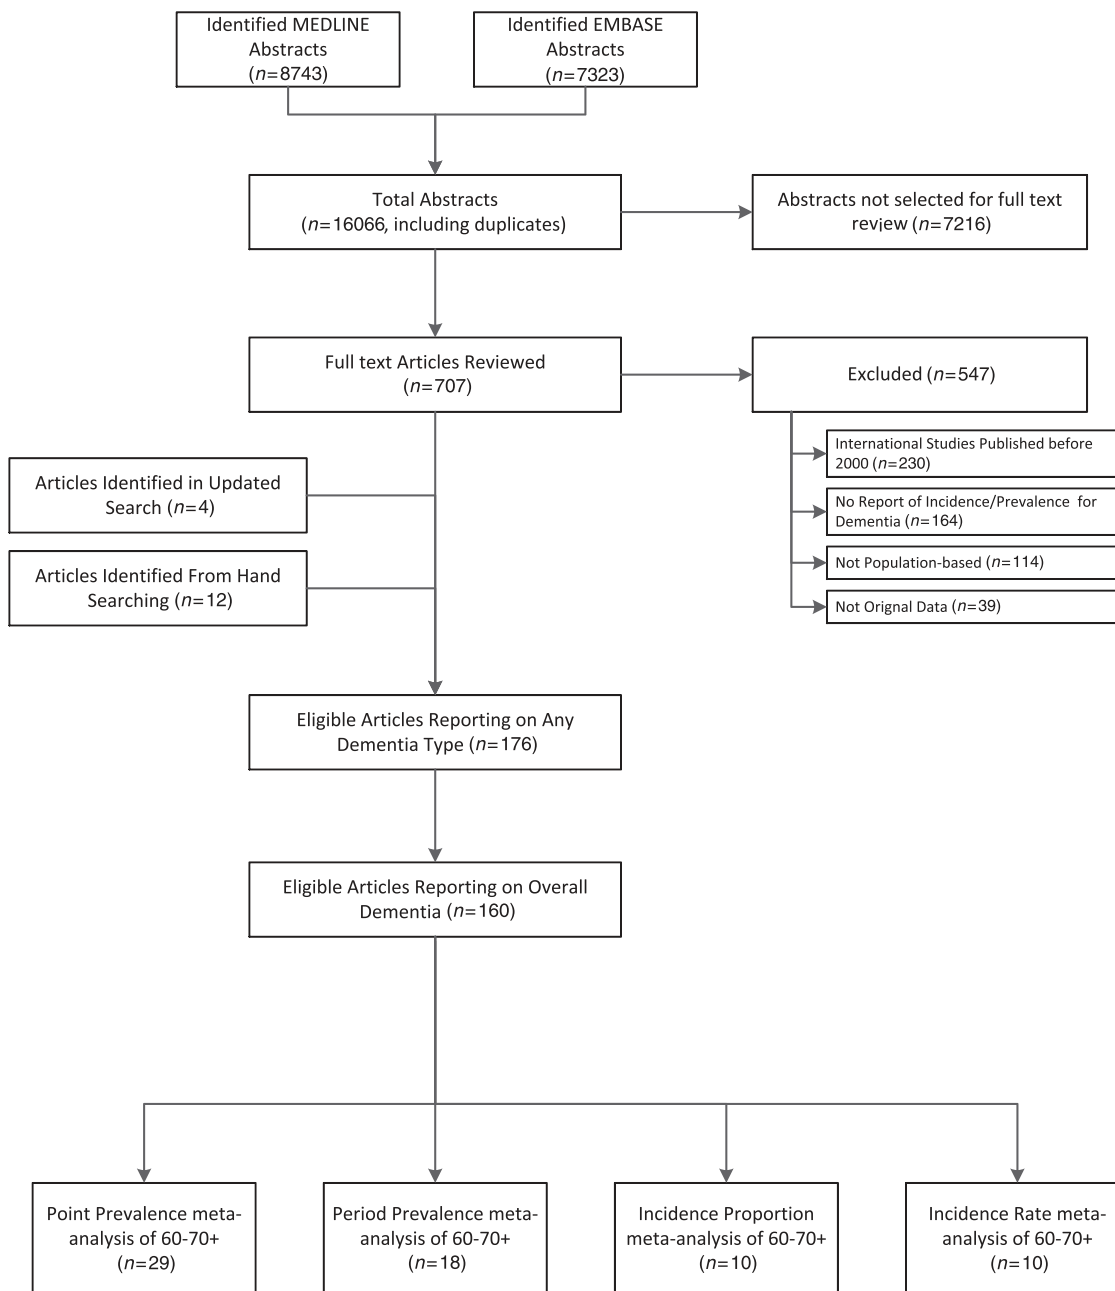 Identified MEDLINE
Abstracts
(n=8743)
Identified EMBASE
Abstracts
(n=7323)
Total Abstracts
(n=16066, including duplicates)
Abstracts not selected for full text
review (n=7216)
Full text Articles Reviewed
(n=707)
Excluded (n=547)
International Studies Published before
2000 (n=230)
No Report of Incidence/Prevalence for
Dementia (n=164)
Not Population-based (n=114)
Not Orignal Data (n=39)
Articles Identified in Updated
Search (n=4)
Articles Identified From Hand
Searching (n=12)
Eligible Articles Reporting on Any
Dementia Type (n=176)
Eligible Articles Reporting on Overall
Dementia (n=160)
Point Prevalence meta-
analysis of 60-70+
(n=29)
Period Prevalence meta-
analysis of 60-70+
(n=18)
Incidence Proportion
meta-analysis of 60-70+
(n=10)
Incidence Rate meta-
analysis of 60-70+
(n=10)